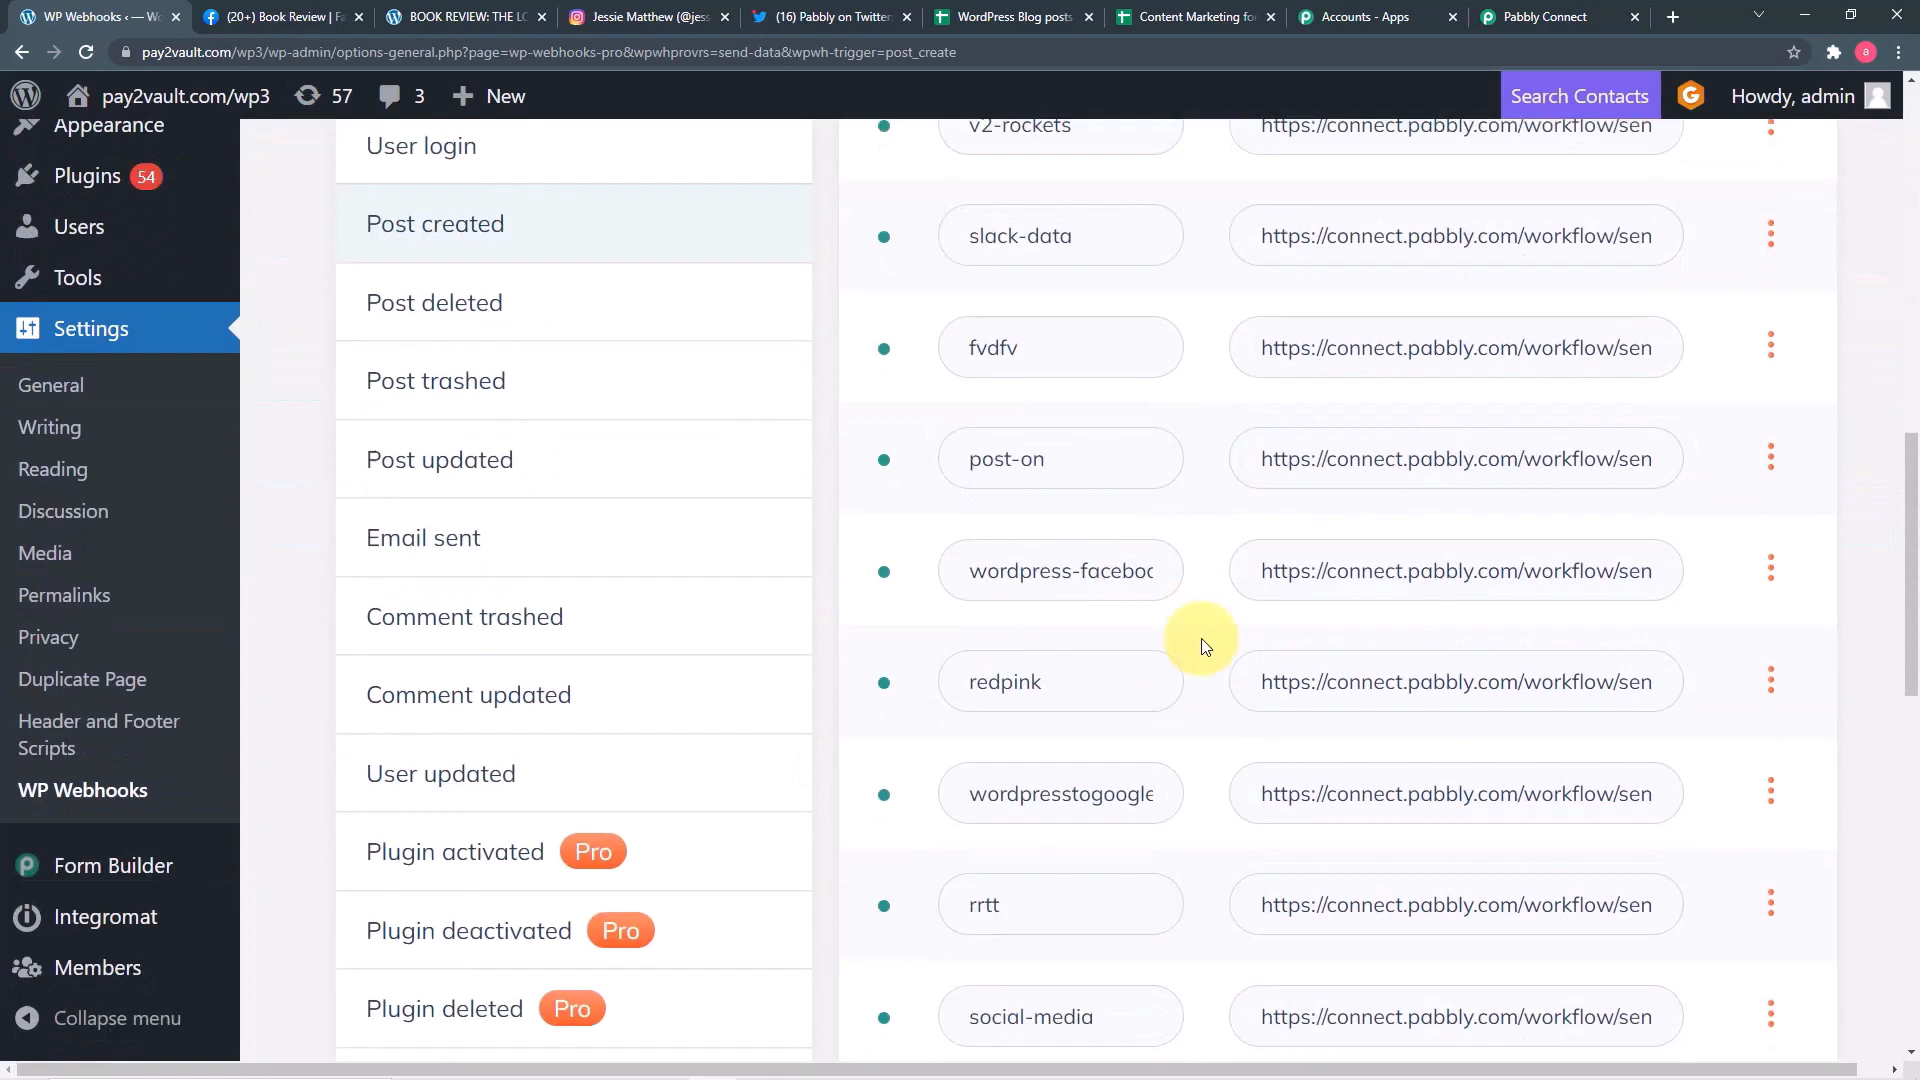 WP Webhooks ‹ — Wo
(20+) Book Review | Fa
BOOK REVIEW: THE LO
Jessie Matthew (@jess
(16) Pabbly on Twitter
WordPress Blog posts
Content Marketing for
Accounts - Apps
Pabbly Connect
pay2vault.com/wp3/wp-admin/options-general.php?page=wp-webhooks-pro&wpwhprovrs=send-data&wpwh-trigger=post_create
a
pay2vault.com/wp3
57
3
New
Search Contacts
Howdy, admin
Appearance
Plugins 54
Users
Tools
Settings
General
Writing
Reading
Discussion
Media
Permalinks
Privacy
Duplicate Page
Header and Footer
Scripts
WP Webhooks
Form Builder
Integromat
Members
Collapse menu
User login
Post created
Post deleted
Post trashed
Post updated
Email sent
Comment trashed
Comment updated
User updated
Plugin activated Pro
Plugin deactivated Pro
Plugin deleted Pro
v2-rockets https://connect.pabbly.com/workflow/sen
slack-data https://connect.pabbly.com/workflow/sen
fvdfv https://connect.pabbly.com/workflow/sen
post-on https://connect.pabbly.com/workflow/sen
wordpress-faceboo https://connect.pabbly.com/workflow/sen
redpink https://connect.pabbly.com/workflow/sen
wordpresstogoogle https://connect.pabbly.com/workflow/sen
rrtt https://connect.pabbly.com/workflow/sen
social-media https://connect.pabbly.com/workflow/sen